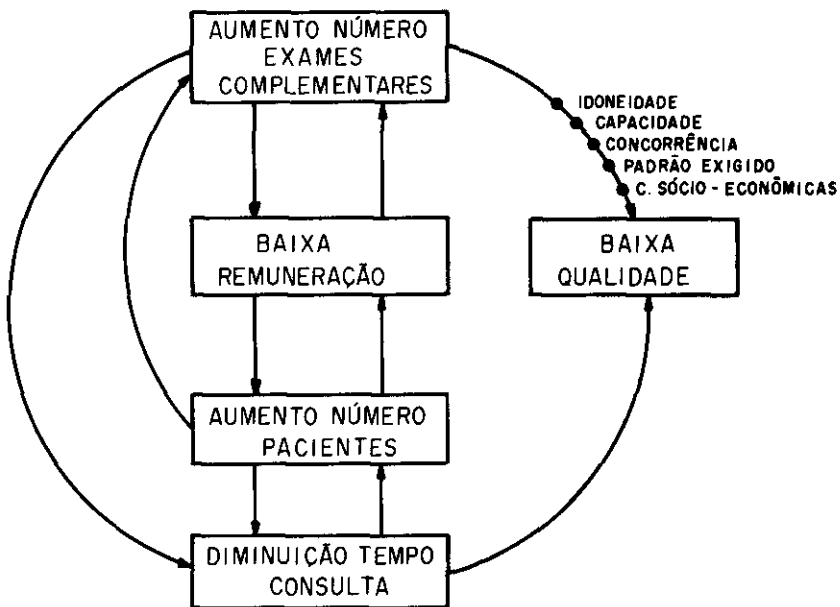 AUMENTO NÚMERO
EXAMES
COMPLEMENTARES
IDONEIDADE
CAPACIDADE
CONCORRÊNCIA
PADRÃO EXIGIDO
C. SÓCIO - ECONÔMICAS
BAIXA
REMUNERAÇÃO
BAIXA
QUALIDADE
AUMENTO NÚMERO
PACIENTES
DIMINUIÇÃO TEMPO
CONSULTA